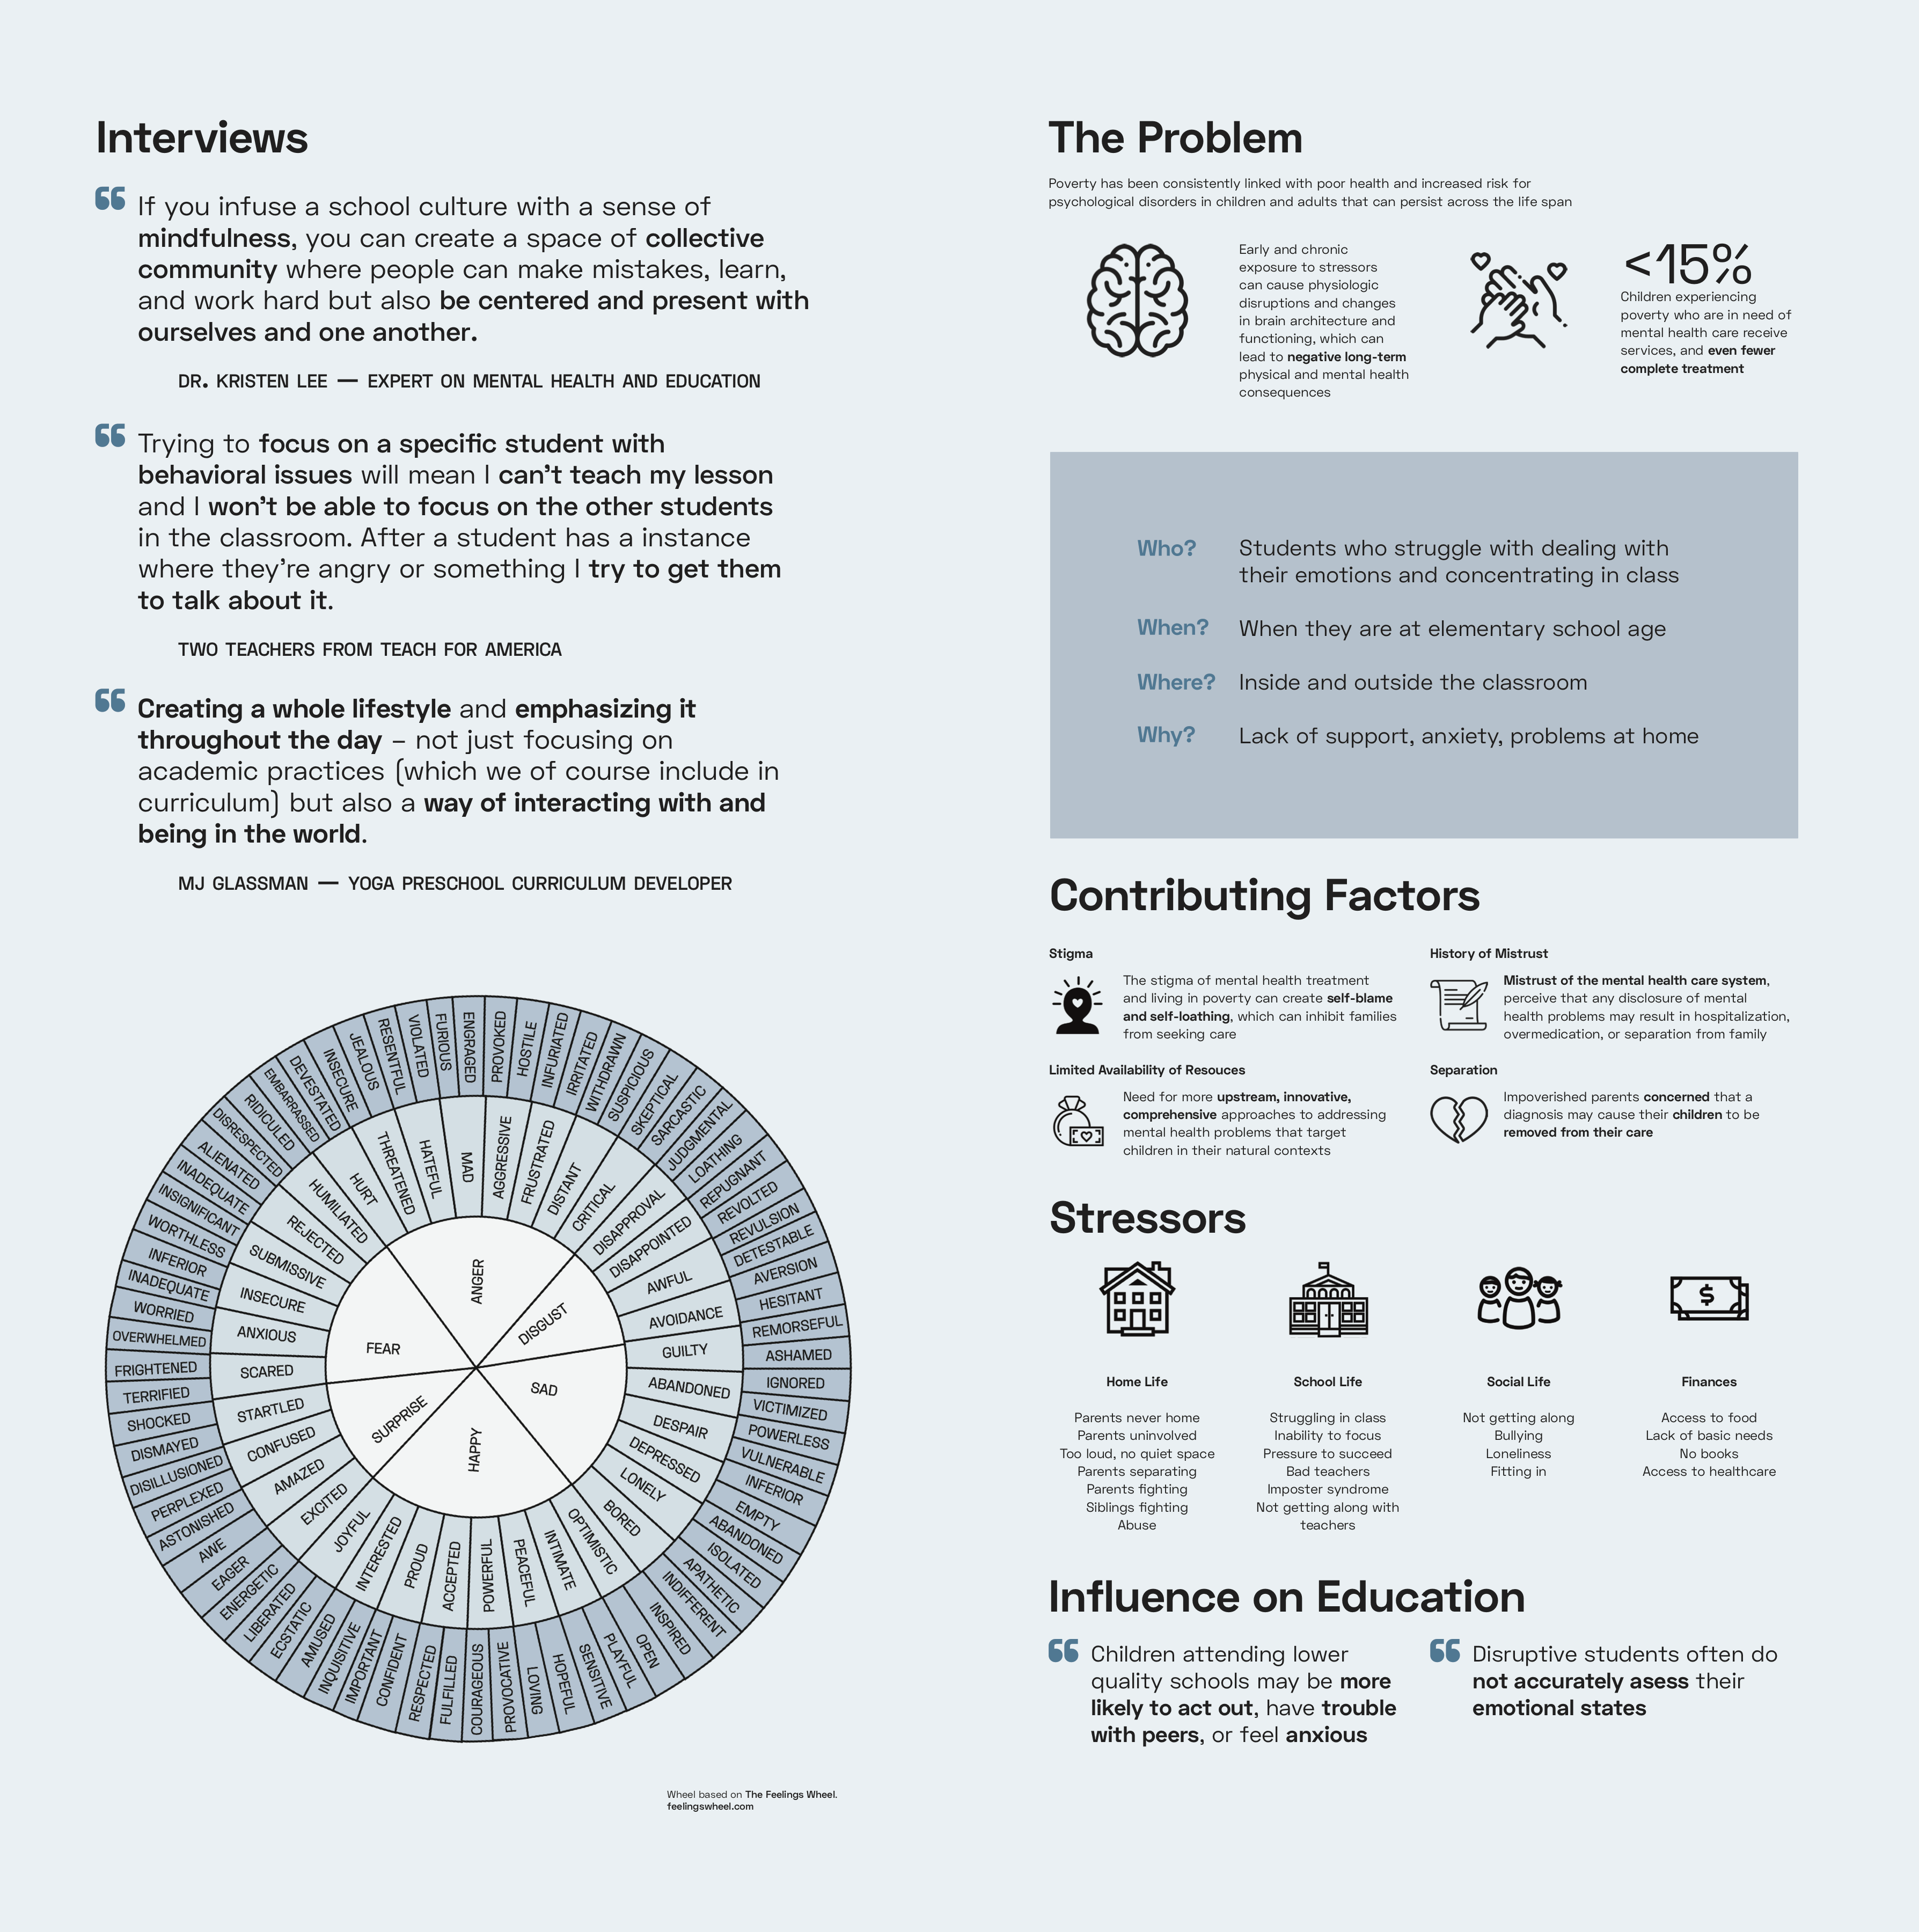 Interviews
If you infuse a school culture with a sense of
mindfulness, you can create a space of collective
community where people can make mistakes, learn,
and work hard but also be centered and present with
ourselves and one another.
DR. KRISTEN LEE — EXPERT ON MENTAL HEALTH AND EDUCATION
Trying to focus on a specific student with
behavioral issues will mean I can't teach my lesson
and I won't be able to focus on the other students
in the classroom. After a student has a instance
where they're angry or something I try to get them
to talk about it.
TWO TEACHERS FROM TEACH FOR AMERICA
Creating a whole lifestyle and emphasizing it
throughout the day – not just focusing on
academic practices (which we of course include in
curriculum) but also a way of interacting with and
being in the world.
MJ GLASSMAN — YOGA PRESCHOOL CURRICULUM DEVELOPER
ANGER
DISGUST
SAD
HAPPY
SURPRISE
FEAR
HURT
THREATENED
HATEFUL
MAD
AGGRESSIVE
FRUSTRATED
DISTANT
CRITICAL
DISAPPROVAL
DISAPPOINTED
AWFUL
AVOIDANCE
GUILTY
ABANDONED
DESPAIR
DEPRESSED
LONELY
BORED
OPTIMISTIC
INTIMATE
PEACEFUL
POWERFUL
ACCEPTED
PROUD
INTERESTED
JOYFUL
EXCITED
AMAZED
CONFUSED
STARTLED
SCARED
ANXIOUS
INSECURE
SUBMISSIVE
REJECTED
HUMILIATED
EMBARRASSED
DEVESTATED
INSECURE
JEALOUS
RESENTFUL
VIOLATED
FURIOUS
ENGRAGED
PROVOKED
HOSTILE
INFURIATED
IRRITATED
WITHDRAWN
SUSPICIOUS
SKEPTICAL
SARCASTIC
JUDGMENTAL
LOATHING
REPUGNANT
REVOLTED
REVULSION
DETESTABLE
AVERSION
HESITANT
REMORSEFUL
ASHAMED
IGNORED
VICTIMIZED
POWERLESS
VULNERABLE
INFERIOR
EMPTY
ABANDONED
ISOLATED
APATHETIC
INDIFFERENT
INSPIRED
OPEN
PLAYFUL
SENSITIVE
HOPEFUL
LOVING
PROVOCATIVE
COURAGEOUS
FULFILLED
RESPECTED
CONFIDENT
IMPORTANT
INQUISITIVE
AMUSED
ECSTATIC
LIBERATED
ENERGETIC
EAGER
AWE
ASTONISHED
PERPLEXED
DISILLUSIONED
DISMAYED
SHOCKED
TERRIFIED
FRIGHTENED
OVERWHELMED
WORRIED
INADEQUATE
INFERIOR
WORTHLESS
INSIGNIFICANT
INADEQUATE
ALIENATED
DISRESPECTED
RIDICULED
Wheel based on The Feelings Wheel.
feelingswheel.com
The Problem
Poverty has been consistently linked with poor health and increased risk for
psychological disorders in children and adults that can persist across the life span
Early and chronic
exposure to stressors
can cause physiologic
disruptions and changes
in brain architecture and
functioning, which can
lead to negative long-term
physical and mental health
consequences
<15%
Children experiencing
poverty who are in need of
mental health care receive
services, and even fewer
complete treatment
Who? Students who struggle with dealing with
their emotions and concentrating in class
When? When they are at elementary school age
Where? Inside and outside the classroom
Why? Lack of support, anxiety, problems at home
Contributing Factors
Stigma
The stigma of mental health treatment
and living in poverty can create self-blame
and self-loathing, which can inhibit families
from seeking care
History of Mistrust
Mistrust of the mental health care system,
perceive that any disclosure of mental
health problems may result in hospitalization,
overmedication, or separation from family
Limited Availability of Resouces
Need for more upstream, innovative,
comprehensive approaches to addressing
mental health problems that target
children in their natural contexts
Separation
Impoverished parents concerned that a
diagnosis may cause their children to be
removed from their care
Stressors
$
Home Life
Parents never home
Parents uninvolved
Too loud, no quiet space
Parents separating
Parents fighting
Siblings fighting
Abuse
School Life
Struggling in class
Inability to focus
Pressure to succeed
Bad teachers
Imposter syndrome
Not getting along with
teachers
Social Life
Not getting along
Bullying
Loneliness
Fitting in
Finances
Access to food
Lack of basic needs
No books
Access to healthcare
Influence on Education
Children attending lower
quality schools may be more
likely to act out, have trouble
with peers, or feel anxious
Disruptive students often do
not accurately asess their
emotional states